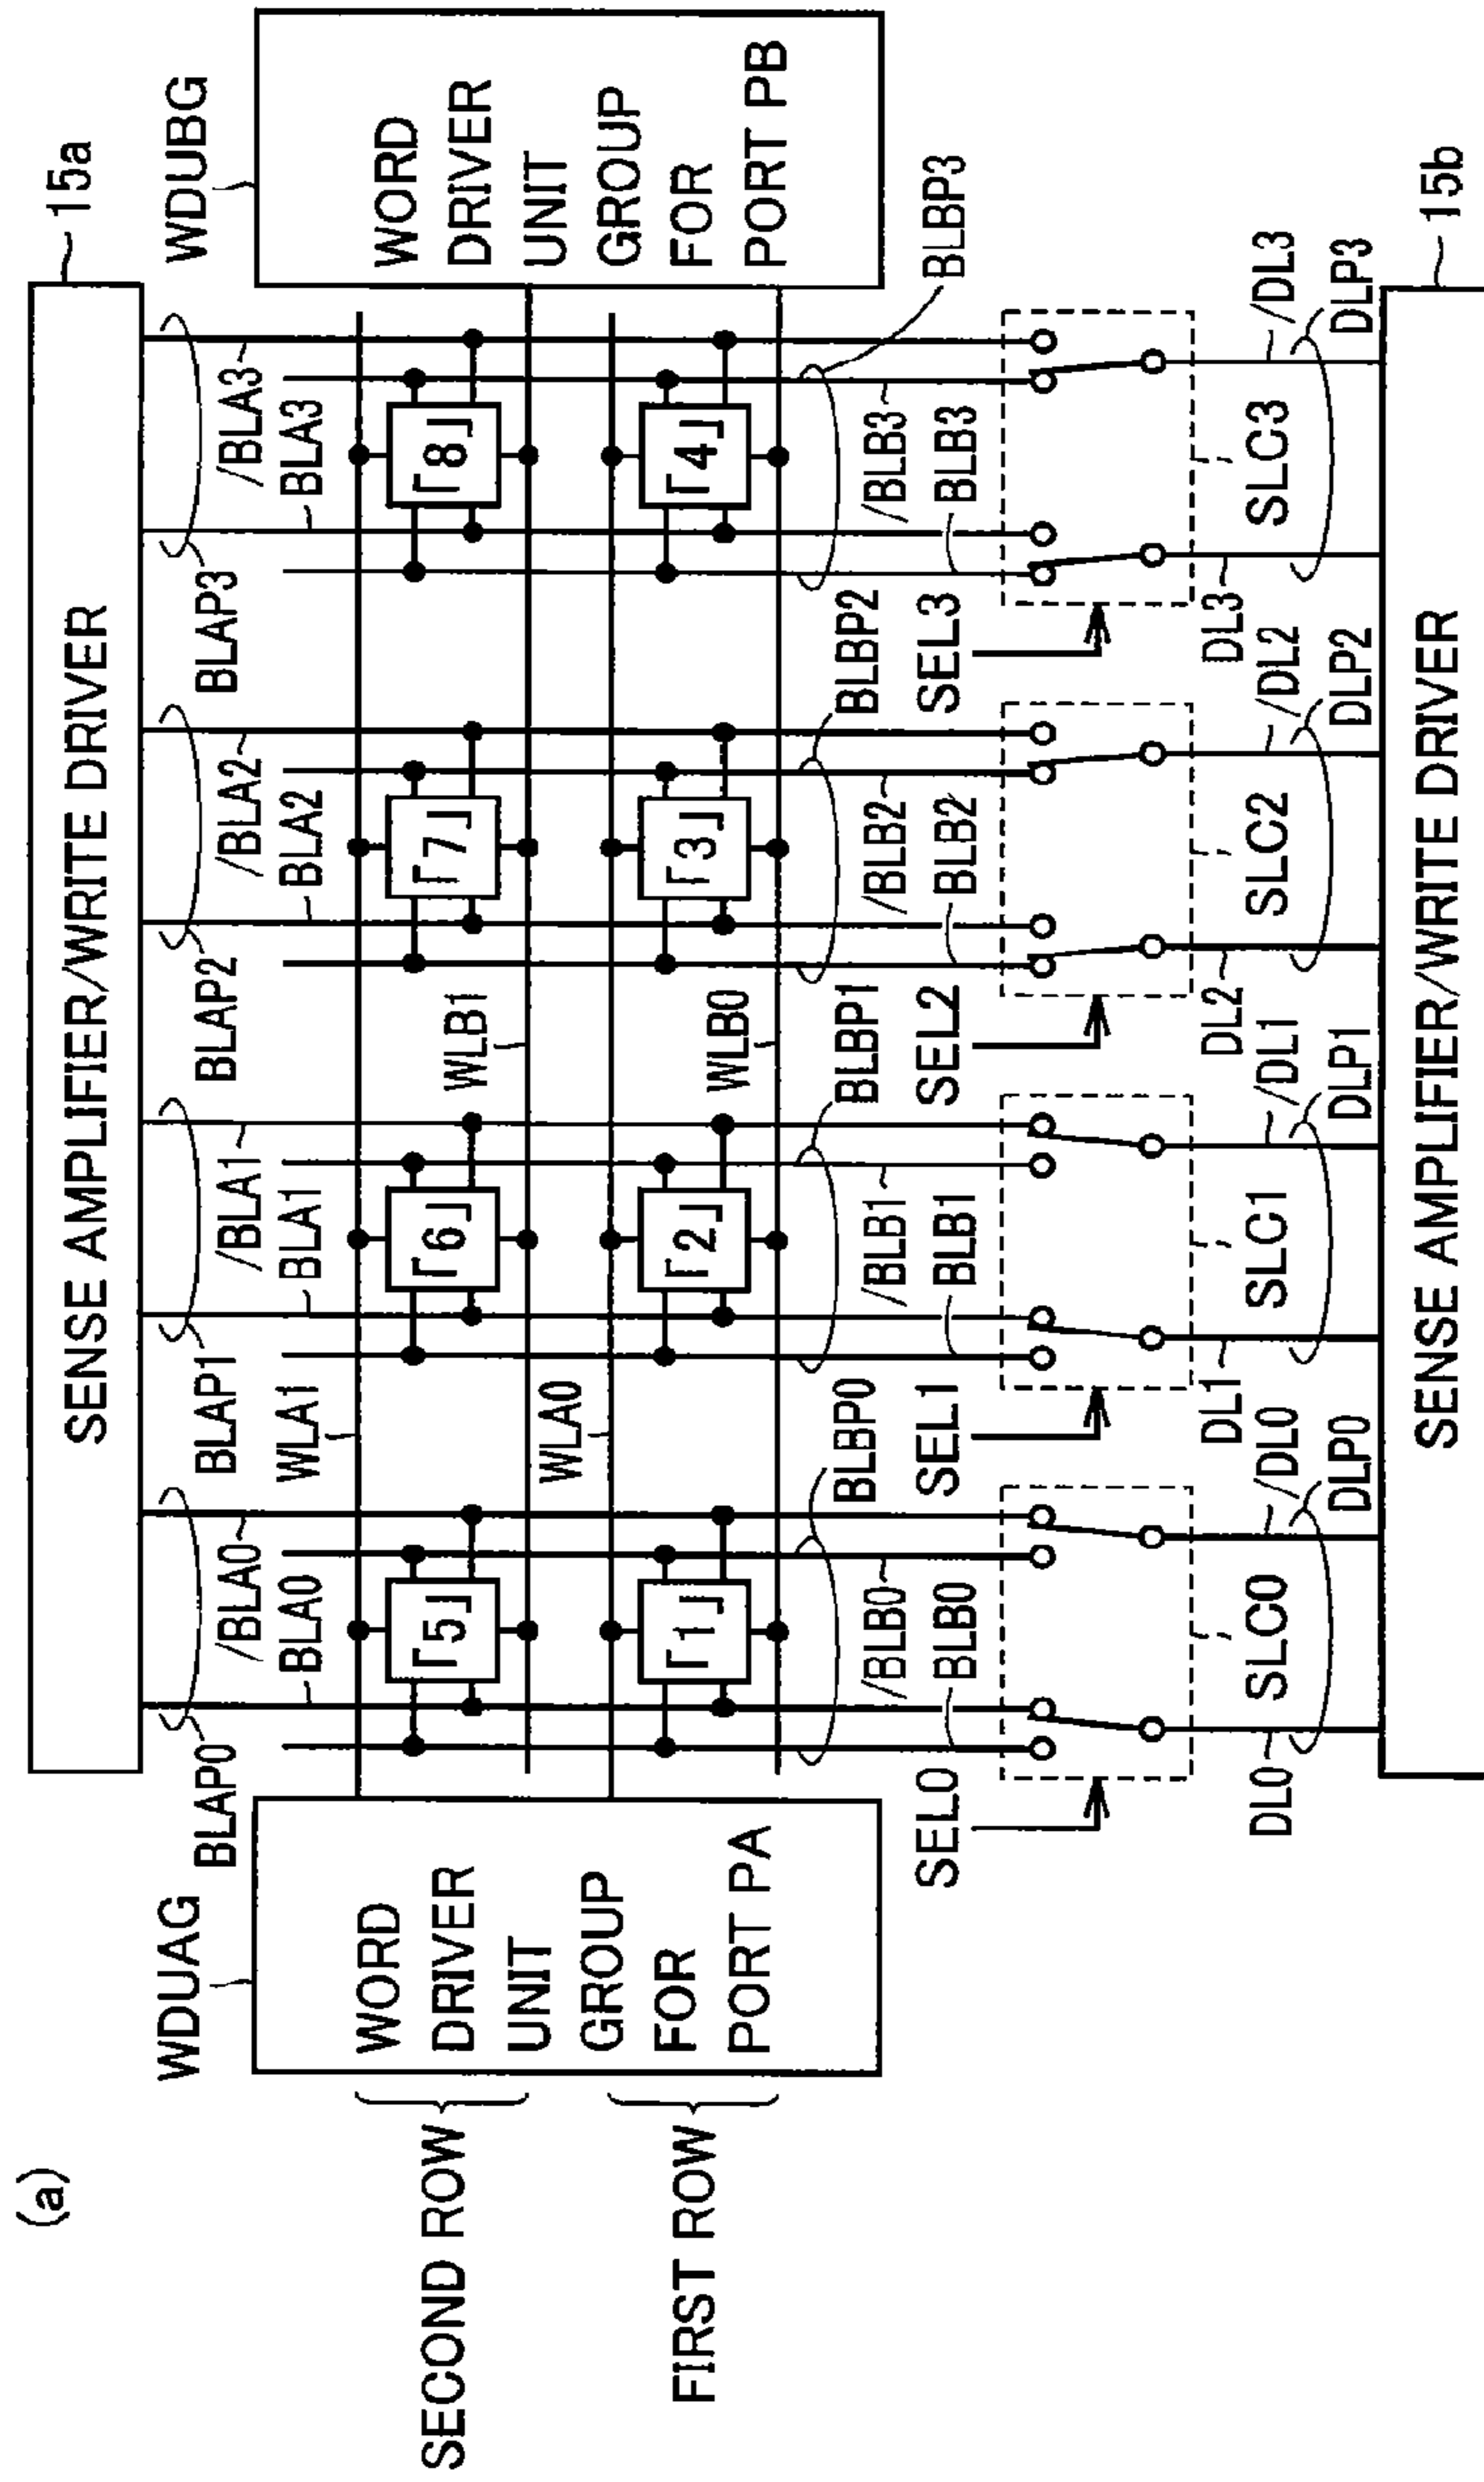 (a)
15a
SENSE AMPLIFIER/WRITE DRIVER
WDUAG
WDUBG
BLAP0
BLAP1
BLAP2
BLAP3
/BLA0
/BLA1
/BLA2
/BLA3
BLA0
BLA1
BLA2
BLA3
WLA1
WLB1
SECOND ROW
「5」
「6」
「7」
「8」
WLA0
WLB0
FIRST ROW
「1」
「2」
「3」
「4」
WORD
DRIVER
UNIT
GROUP
FOR
PORT PA
WORD
DRIVER
UNIT
GROUP
FOR
PORT PB
BLBP0
BLBP1
BLBP2
BLBP3
/BLB0
/BLB1
/BLB2
/BLB3
BLB0
BLB1
BLB2
BLB3
SEL0
SEL1
SEL2
SEL3
SLC0
SLC1
SLC2
SLC3
DL0
/DL0
DL1
/DL1
DL2
/DL2
DL3
/DL3
DLP0
DLP1
DLP2
DLP3
SENSE AMPLIFIER/WRITE DRIVER
15b